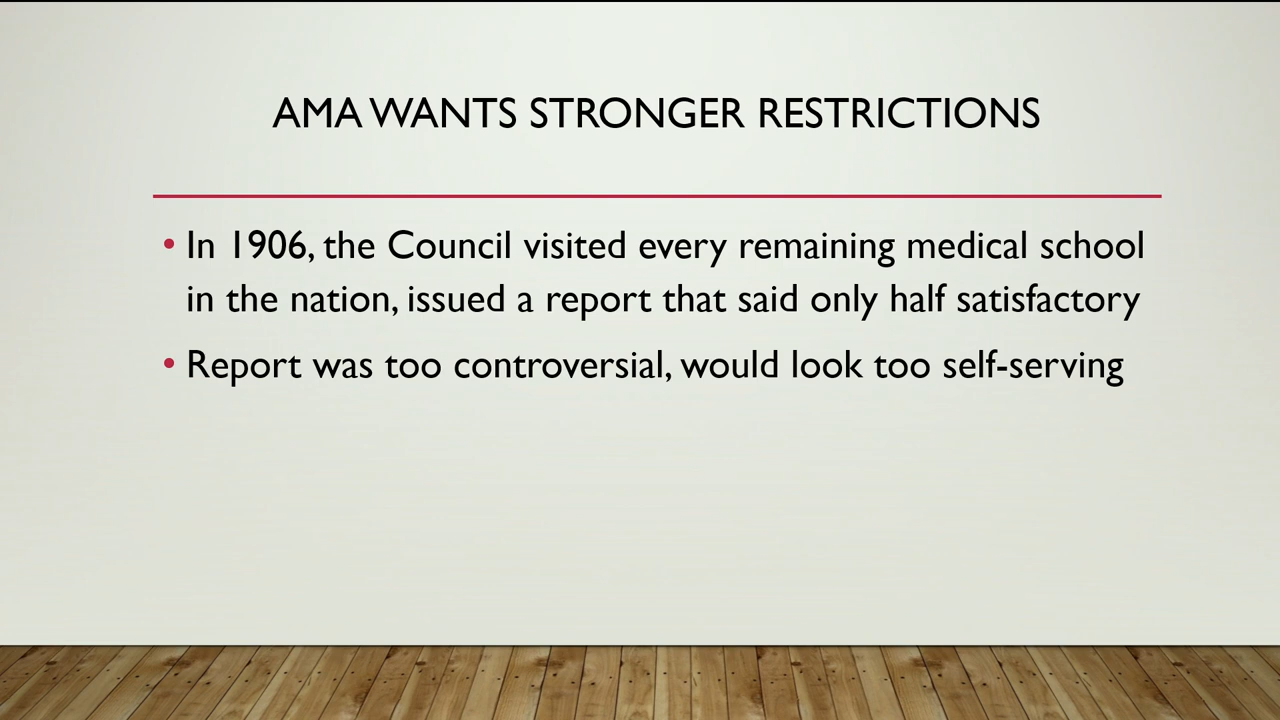 AMA WANTS STRONGER RESTRICTIONS
• In 1906, the Council visited every remaining medical school
in the nation, issued a report that said only half satisfactory
• Report was too controversial, would look too self-serving